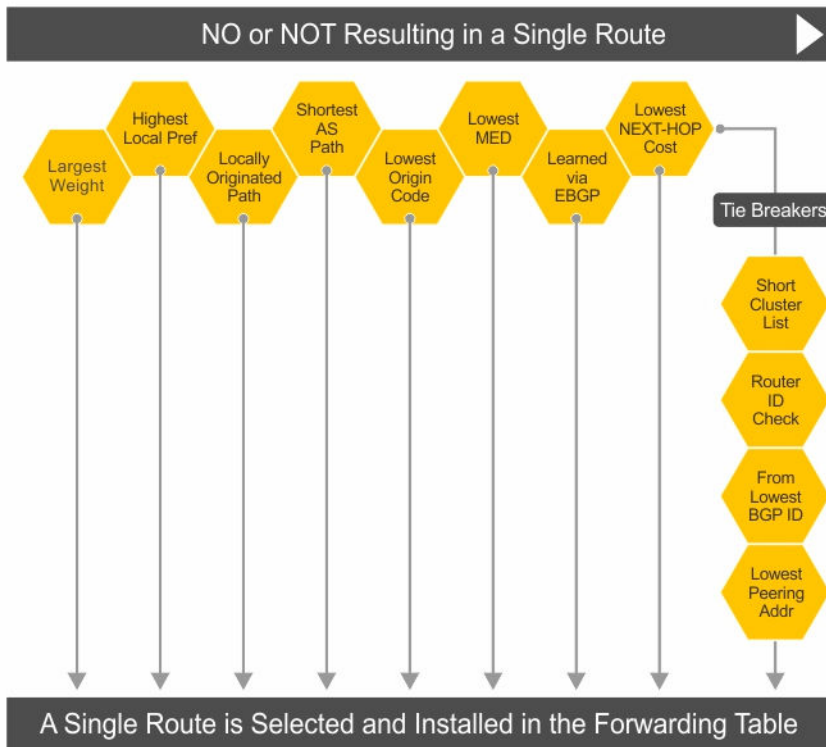 NO or NOT Resulting in a Single Route
Largest
Weight
Highest
Local Pref
Locally
Originated
Path
Shortest
AS
Path
Lowest
Origin
Code
Lowest
MED
Learned
via
EBGP
Lowest
NEXT-HOP
Cost
Tie Breakers
Short
Cluster
List
Router
ID
Check
From
Lowest
BGP ID
Lowest
Peering
Addr
A Single Route is Selected and Installed in the Forwarding Table